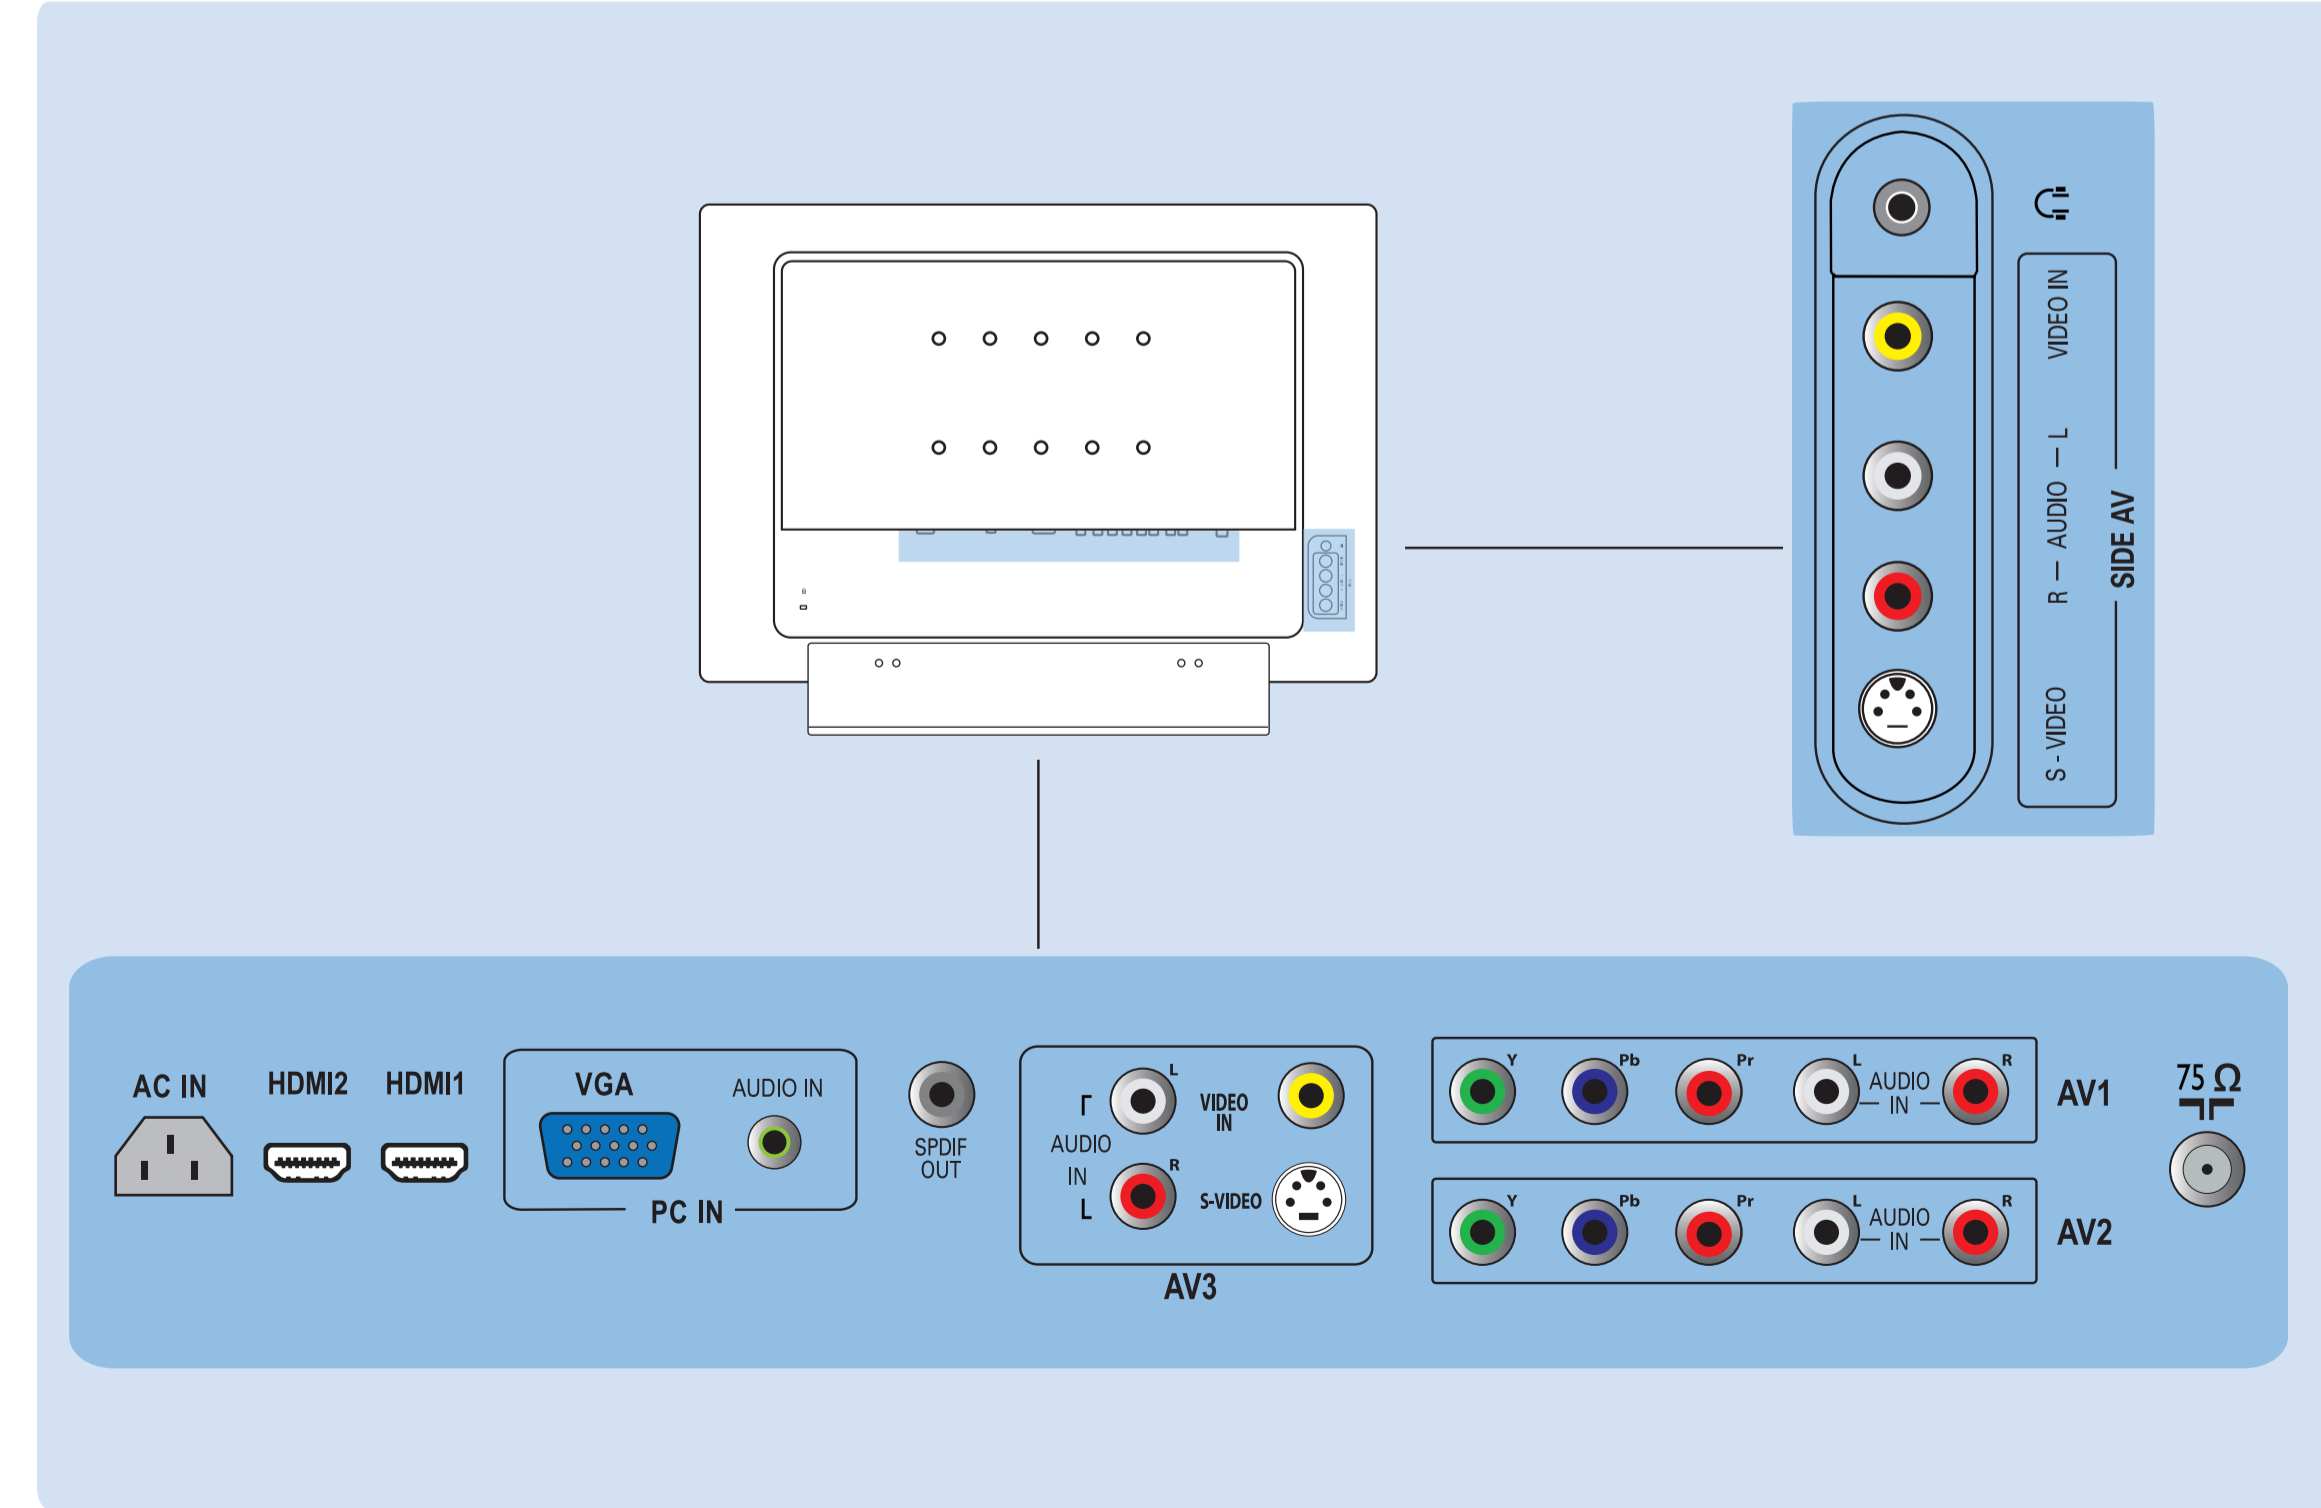 VIDEO IN
R — AUDIO — L
S - VIDEO
SIDE AV
AC IN
HDMI2
HDMI1
VGA
AUDIO IN
PC IN
SPDIF
OUT
L
AUDIO
IN
R
VIDEO
IN
S-VIDEO
AV3
Y
Pb
Pr
L
AUDIO
— IN —
R
AV1
Y
Pb
Pr
L
AUDIO
— IN —
R
AV2
75 Ω